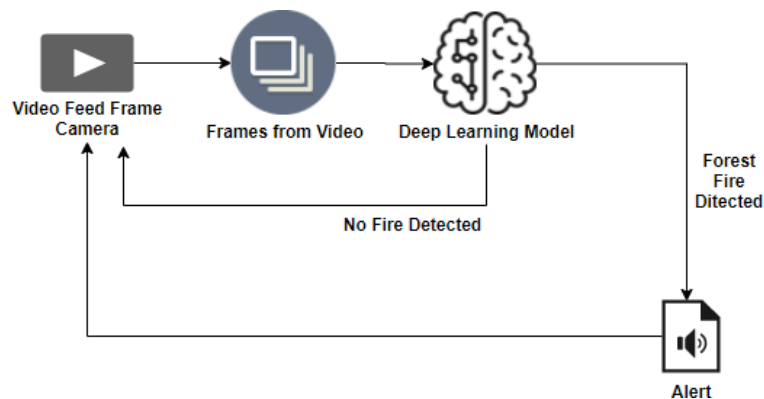 Video Feed Frame
Camera
Frames from Video
Deep Learning Model
Forest
Fire
Ditected
No Fire Detected
Alert